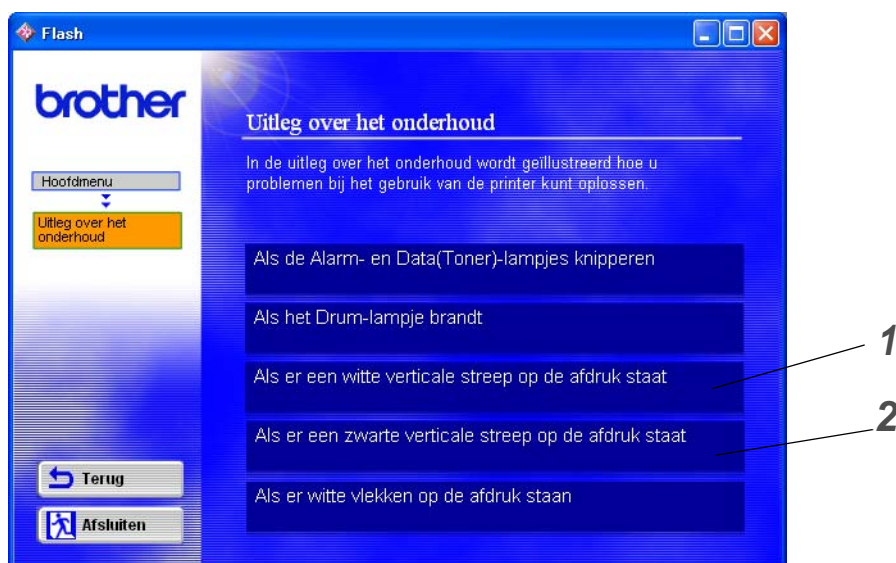 Flash
brother
Hoofdmenu
Uitleg over het
onderhoud
Terug
Afsluiten
Uitleg over het onderhoud
In de uitleg over het onderhoud wordt geïllustreerd hoe u
problemen bij het gebruik van de printer kunt oplossen.
Als de Alarm- en Data(Toner)-lampjes knipperen
Als het Drum-lampje brandt
Als er een witte verticale streep op de afdruk staat
Als er een zwarte verticale streep op de afdruk staat
Als er witte vlekken op de afdruk staan
1
2